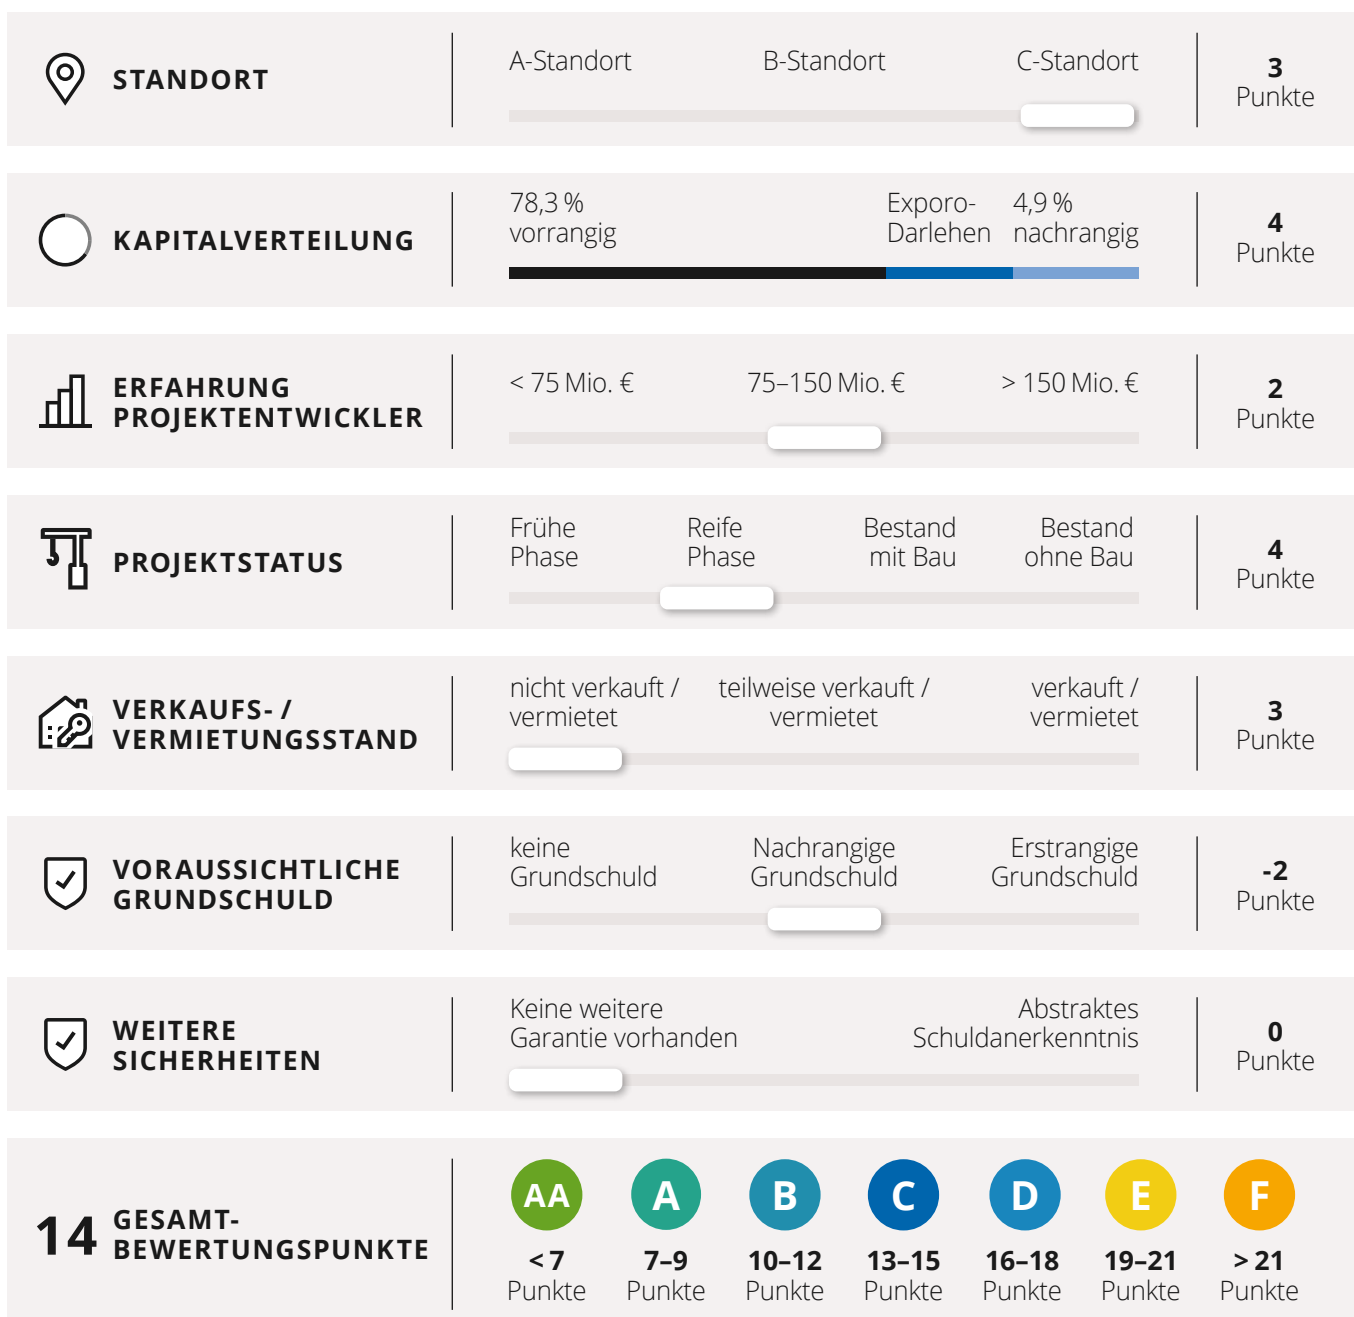 STANDORT
A-Standort
B-Standort
C-Standort
3
Punkte
KAPITALVERTEILUNG
78,3 %
vorrangig
Exporo-
Darlehen
4,9 %
nachrangig
4
Punkte
ERFAHRUNG
PROJEKTENTWICKLER
< 75 Mio. €
75–150 Mio. €
> 150 Mio. €
2
Punkte
PROJEKTSTATUS
Frühe
Phase
Reife
Phase
Bestand
mit Bau
Bestand
ohne Bau
4
Punkte
VERKAUFS- /
VERMIETUNGSSTAND
nicht verkauft /
vermietet
teilweise verkauft /
vermietet
verkauft /
vermietet
3
Punkte
VORAUSSICHTLICHE
GRUNDSCHULD
keine
Grundschuld
Nachrangige
Grundschuld
Erstrangige
Grundschuld
-2
Punkte
WEITERE
SICHERHEITEN
Keine weitere
Garantie vorhanden
Abstraktes
Schuldanerkenntnis
0
Punkte
14
GESAMT-
BEWERTUNGSPUNKTE
AA
< 7
Punkte
A
7–9
Punkte
B
10–12
Punkte
C
13–15
Punkte
D
16–18
Punkte
E
19–21
Punkte
F
> 21
Punkte